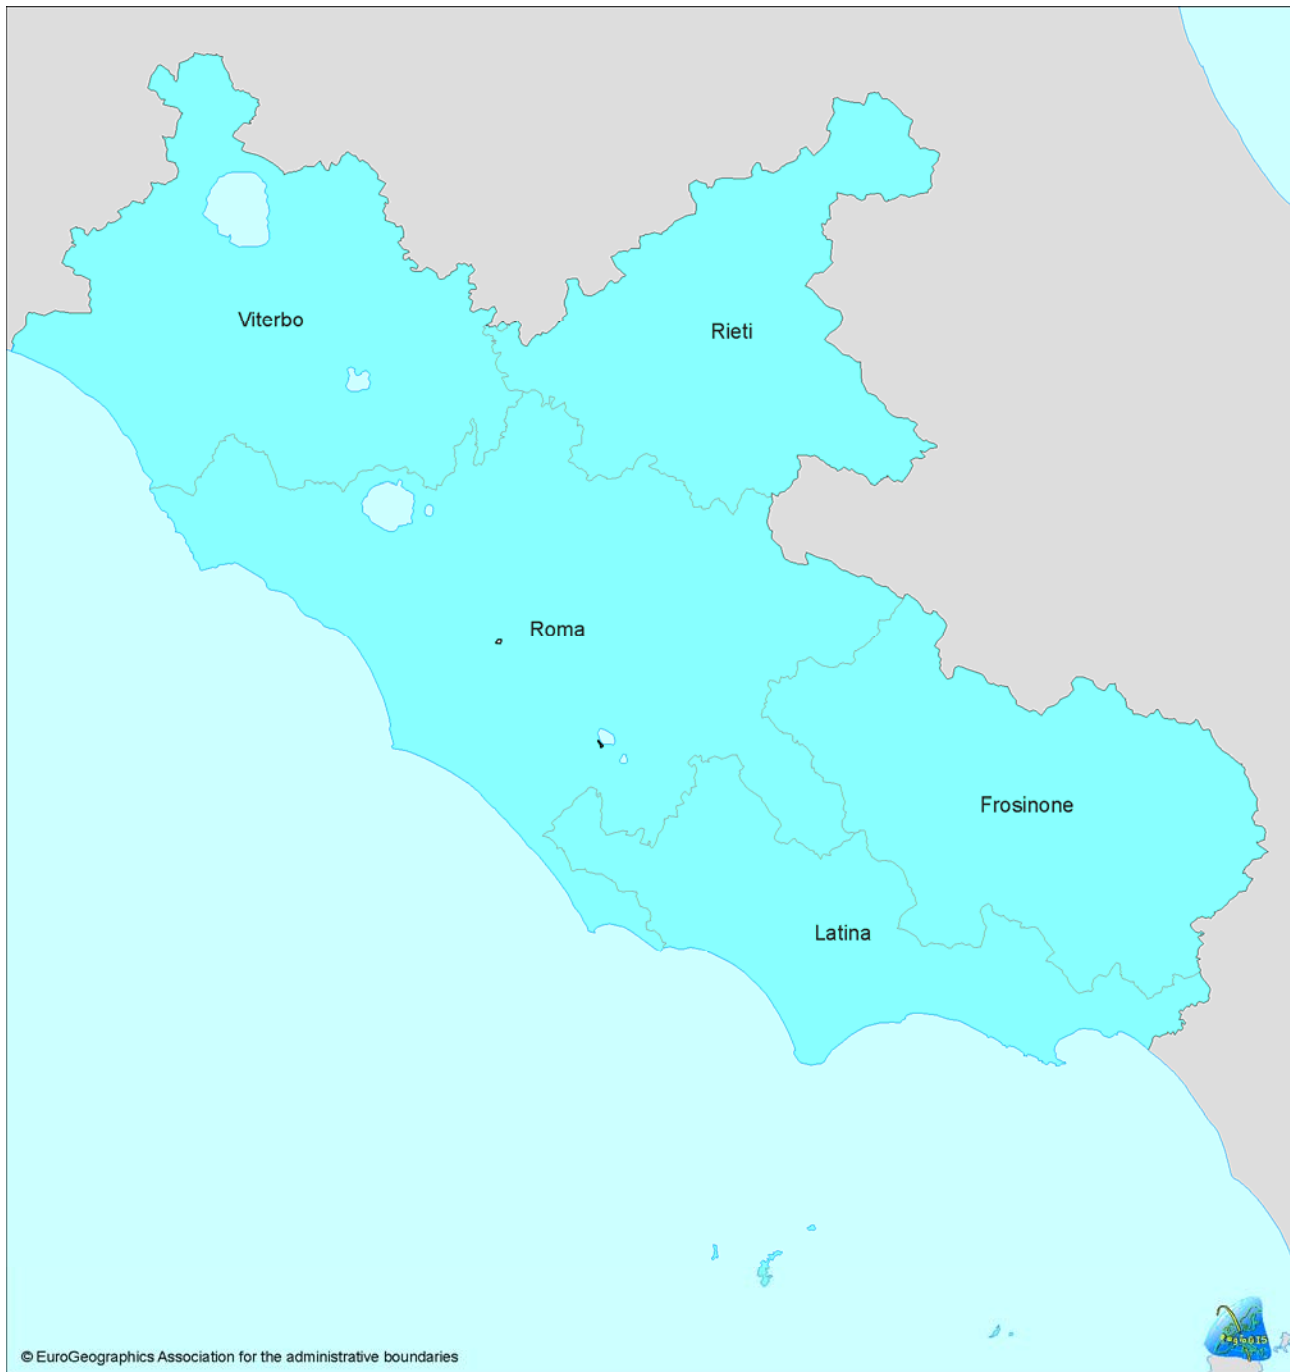 Viterbo
Rieti
Roma
Frosinone
Latina
© EuroGeographics Association for the administrative boundaries